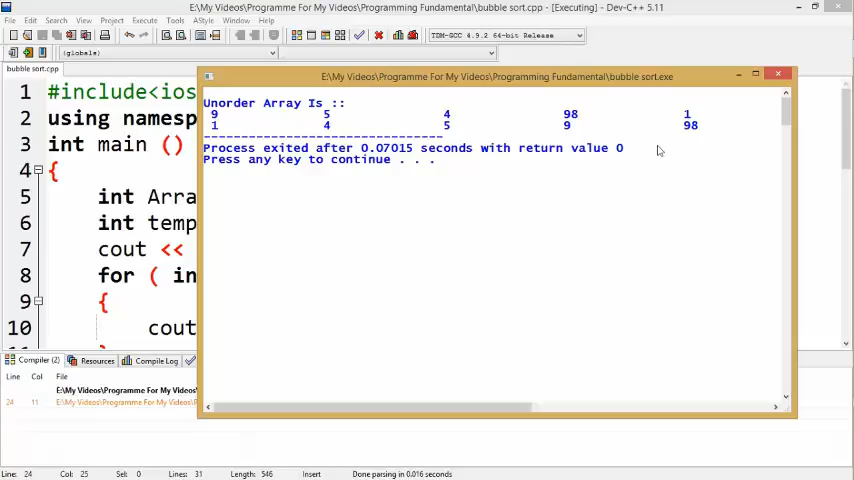 E:\My Videos\Programme For My Videos\Programming Fundamental\bubble sort.cpp - [Executing] - Dev-C++ 5.11
File Edit Search View Project Execute Tools AStyle Window Help
TDM-GCC 4.9.2 64-bit Release
(globals)
bubble sort.cpp
1 #include<ios
2 using namesp
3 int main ()
4 {
5 int Arra
6 int temp
7 cout <<
8 for ( in
9 {
10 cout
E:\My Videos\Programme For My Videos\Programming Fundamental\bubble sort.exe
Unorder Array Is ::
9 5 4 98 1
1 4 5 9 98
--------------------------------
Process exited after 0.07015 seconds with return value 0
Press any key to continue . . .
Compiler (2) Resources Compile Log
Line Col File
E:\My Videos\Programme For My Videos\P
24 11 E:\My Videos\Programme For My Videos\P
Line: 24 Col: 25 Sel: 0 Lines: 31 Length: 546 Insert Done parsing in 0.016 seconds